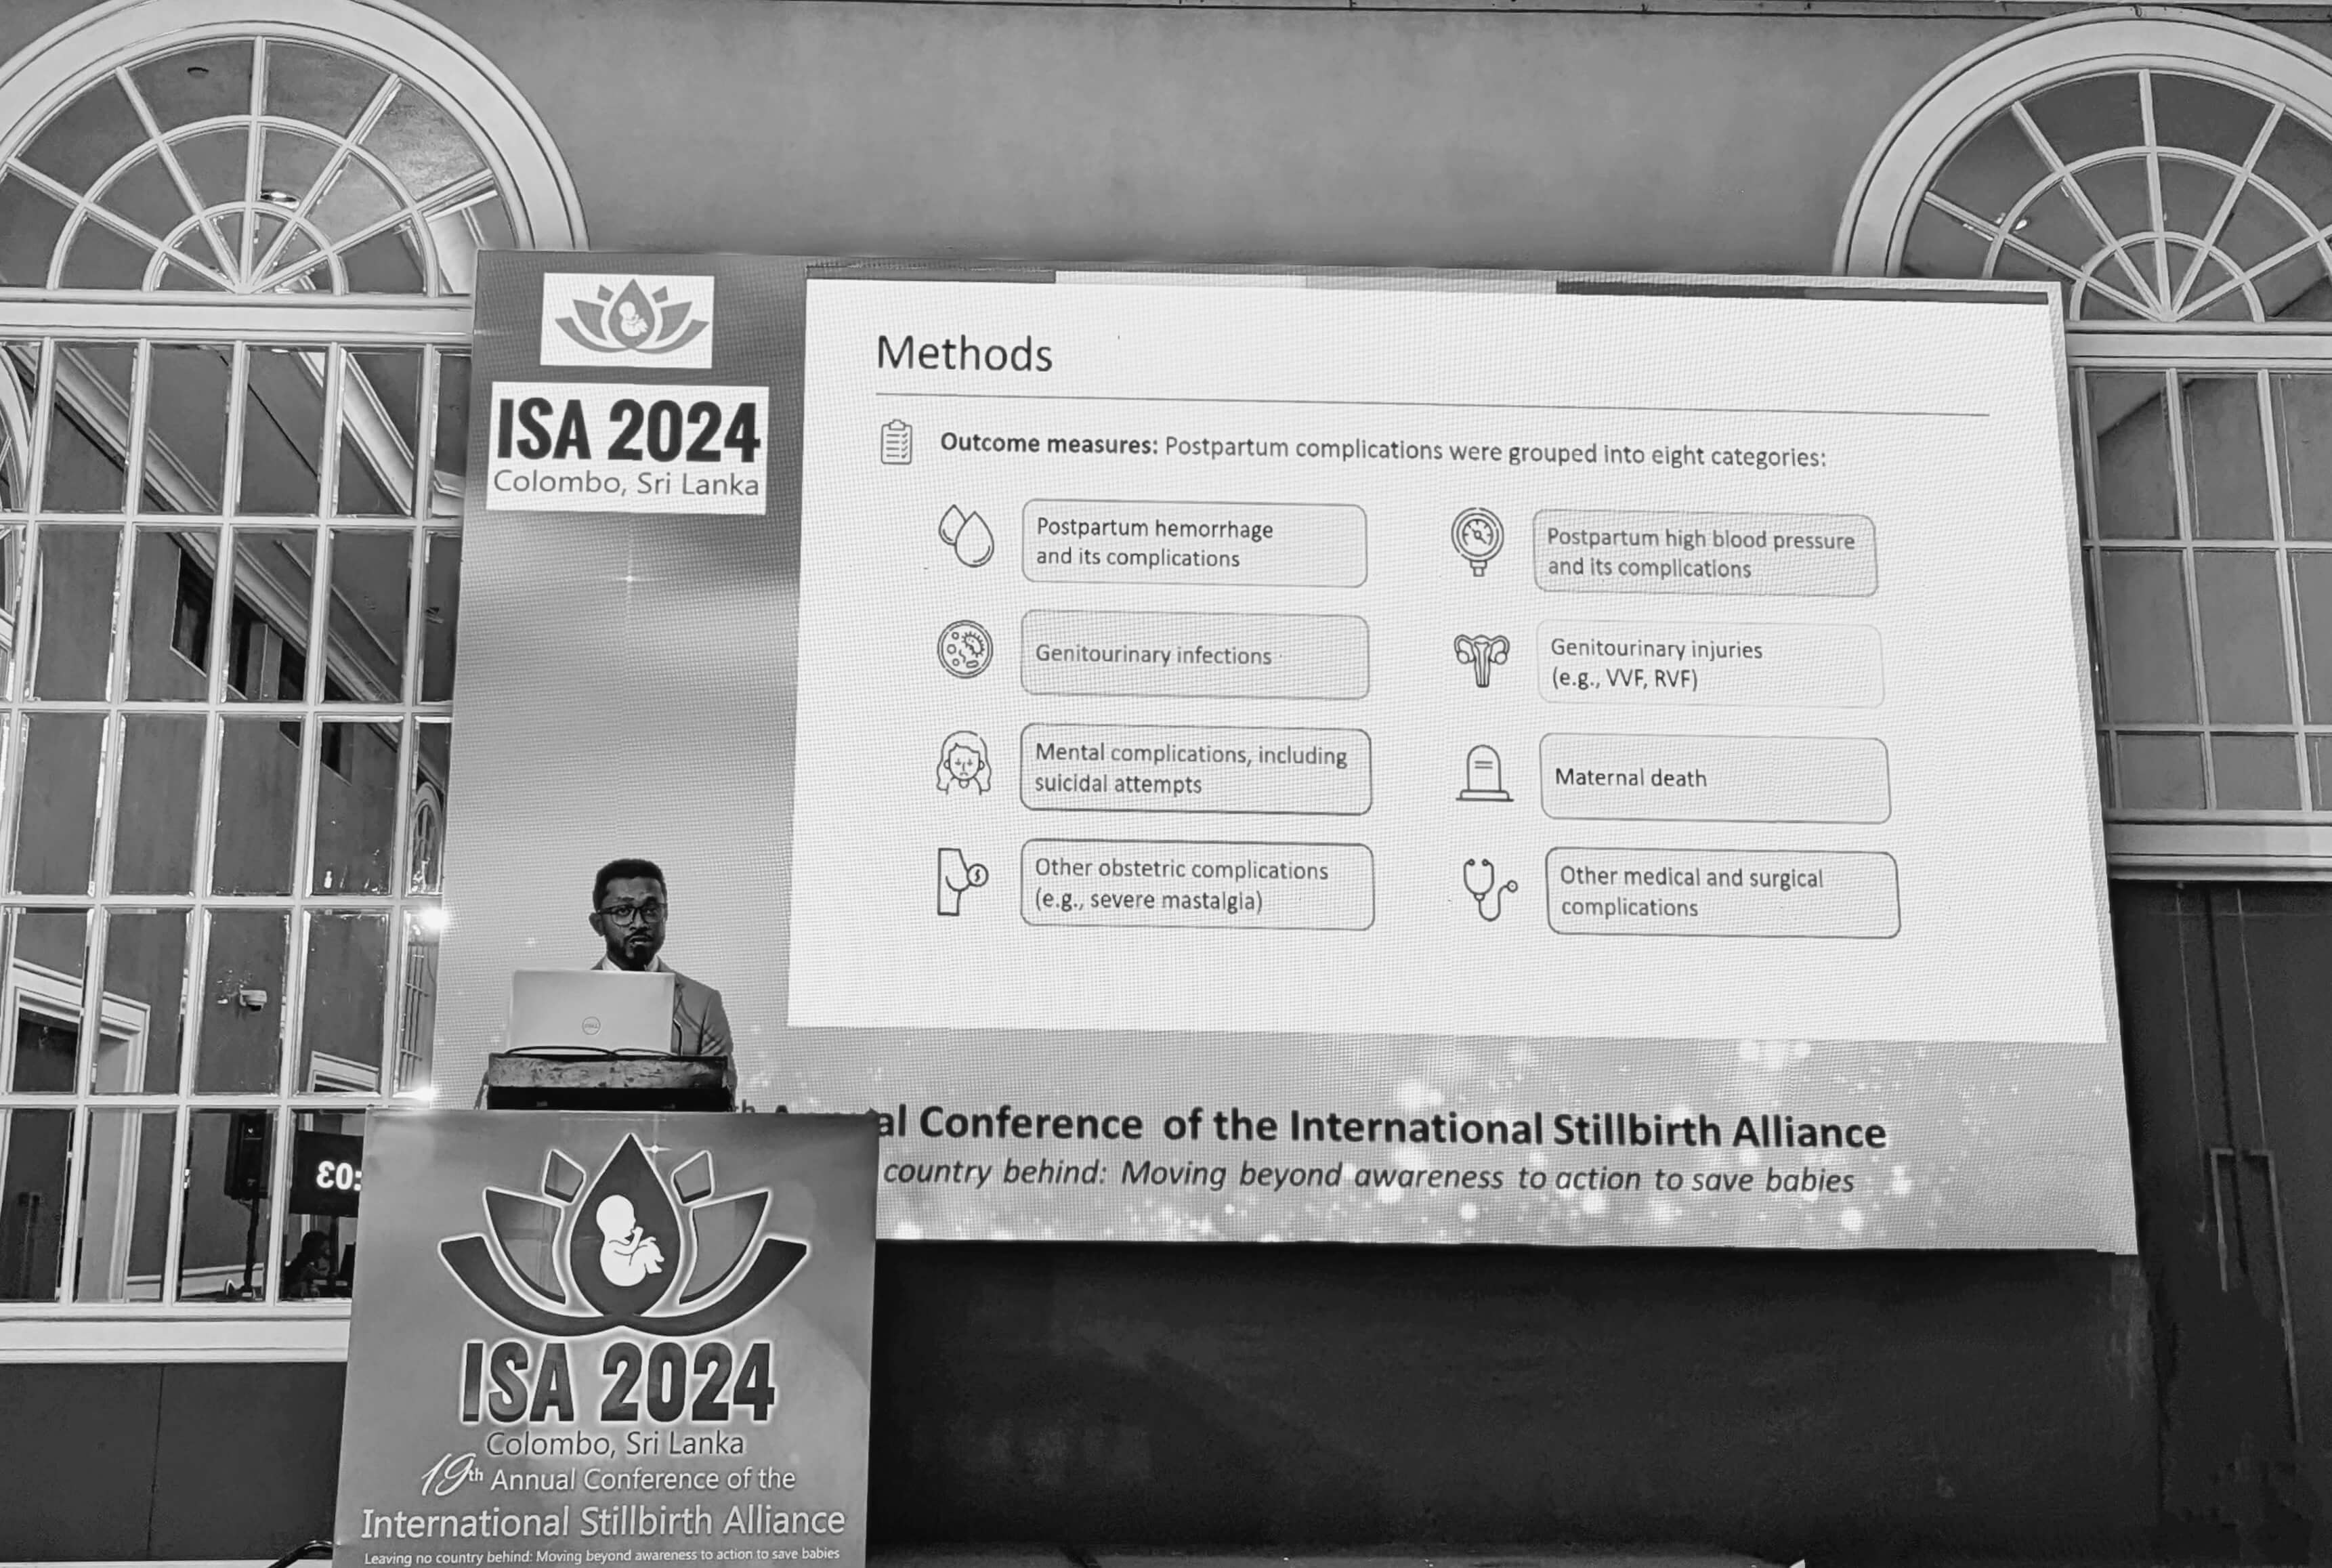 ISA 2024
Colombo, Sri Lanka
Methods
Outcome measures: Postpartum complications were grouped into eight categories:
Postpartum hemorrhage
and its complications
Postpartum high blood pressure
and its complications
Genitourinary infections
Genitourinary injuries
(e.g., VVF, RVF)
Mental complications, including
suicidal attempts
Maternal death
Other obstetric complications
(e.g., severe mastalgia)
Other medical and surgical
complications
al Conference of the International Stillbirth Alliance
country behind: Moving beyond awareness to action to save babies
ISA 2024
Colombo, Sri Lanka
19th Annual Conference of the
International Stillbirth Alliance
Leaving no country behind: Moving beyond awareness to action to save babies